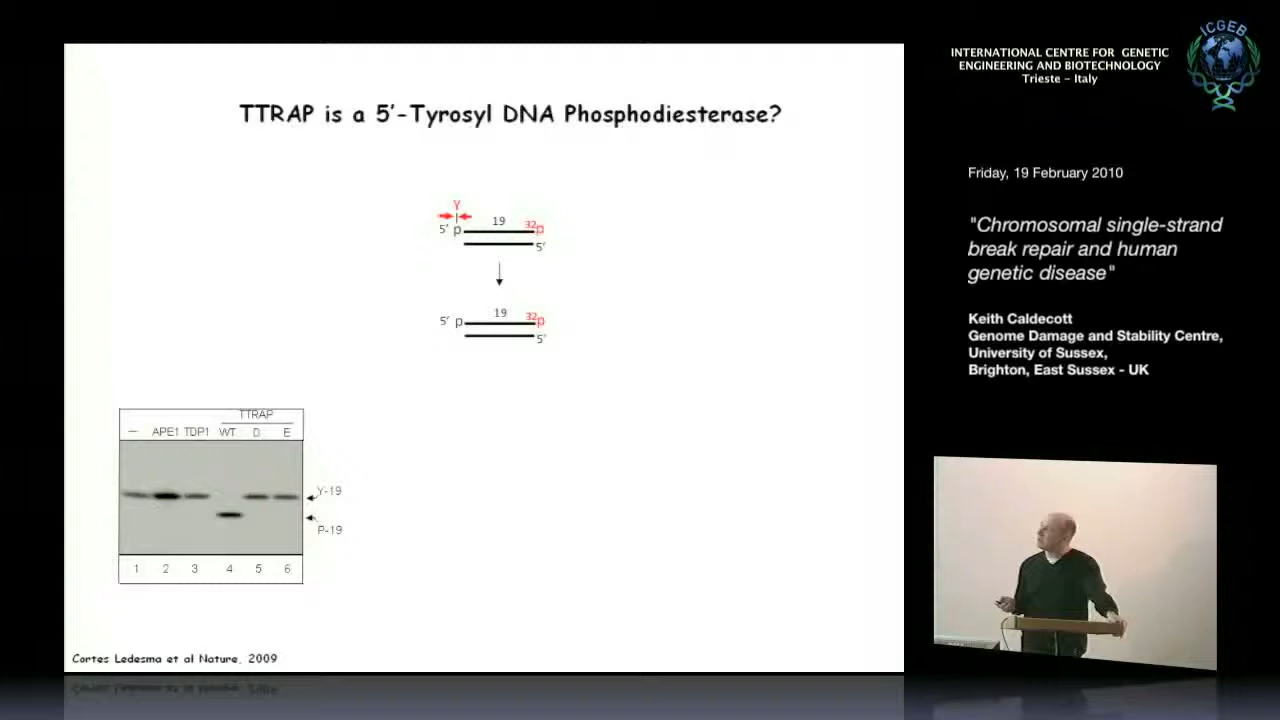 TTRAP is a 5'-Tyrosyl DNA Phosphodiesterase?
Y
5' p 19 32p
5'
5' p 19 32p
5'
TTRAP
– APE1 TDP1 WT D E
Y-19
P-19
1 2 3 4 5 6
Cortes Ledesma et al Nature, 2009
INTERNATIONAL CENTRE FOR GENETIC
ENGINEERING AND BIOTECHNOLOGY
Trieste – Italy
ICGEB
Friday, 19 February 2010
"Chromosomal single-strand
break repair and human
genetic disease"
Keith Caldecott
Genome Damage and Stability Centre,
University of Sussex,
Brighton, East Sussex - UK